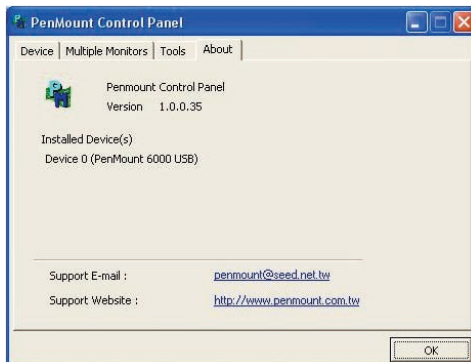 PenMount Control Panel
Device Multiple Monitors Tools About
Penmount Control Panel
Version 1.0.0.35
Installed Device(s)
Device 0 (PenMount 6000 USB)
Support E-mail : penmount@seed.net.tw
Support Website : http://www.penmount.com.tw
OK